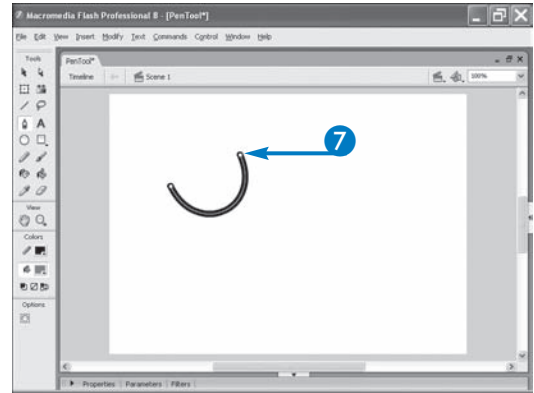 Macromedia Flash Professional 8 - [PenTool*]
File Edit View Insert Modify Text Commands Control Window Help
Tools
PenTool*
Timeline Scene 1 100%
A
View
Colors
Options
7
Properties Parameters Filters